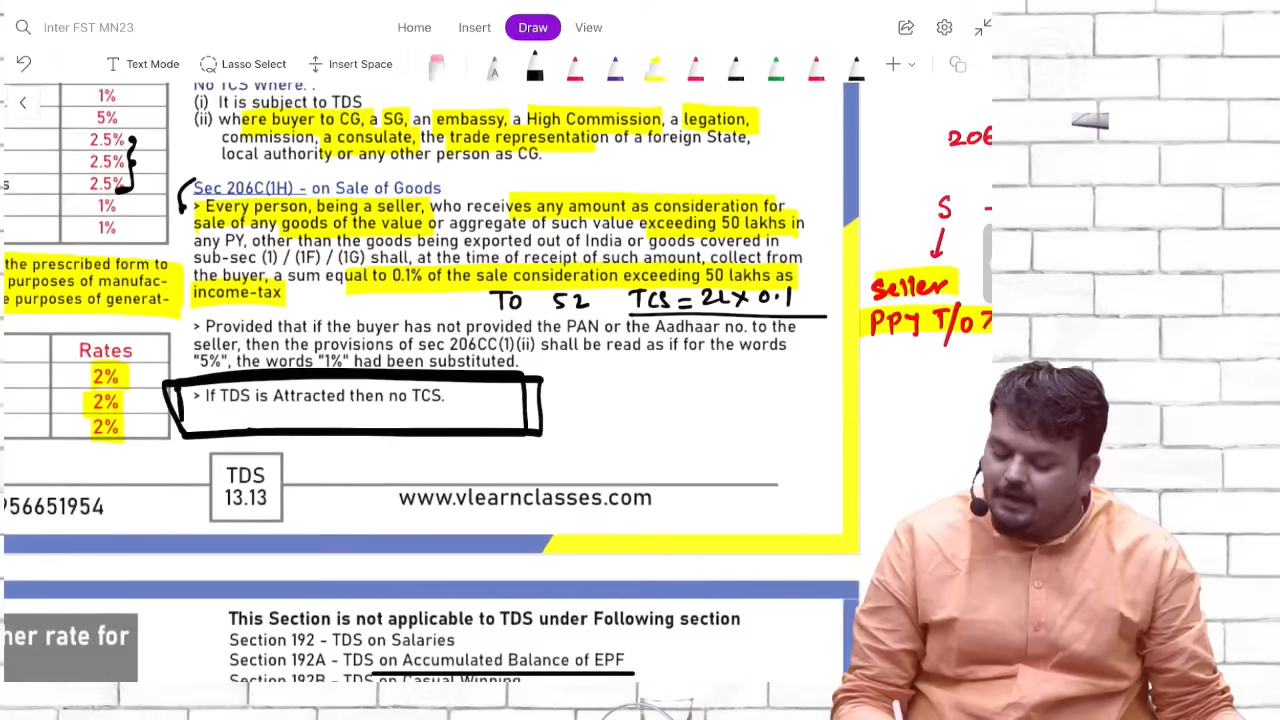 Inter FST MN23
Home
Insert
Draw
View
Text Mode
Lasso Select
Insert Space
1%
5%
2.5%
2.5%
2.5%
1%
1%
the prescribed form to
purposes of manufac-
e purposes of generat-
Rates
2%
2%
2%
No TCS Where. :
(i) It is subject to TDS
(ii) where buyer to CG, a SG, an embassy, a High Commission, a legation,
commission, a consulate, the trade representation of a foreign State,
local authority or any other person as CG.
Sec 206C(1H) - on Sale of Goods
> Every person, being a seller, who receives any amount as consideration for
sale of any goods of the value or aggregate of such value exceeding 50 lakhs in
any PY, other than the goods being exported out of India or goods covered in
sub-sec (1) / (1F) / (1G) shall, at the time of receipt of such amount, collect from
the buyer, a sum equal to 0.1% of the sale consideration exceeding 50 lakhs as
income-tax
TO 52 TCS = 2L x 0.1
> Provided that if the buyer has not provided the PAN or the Aadhaar no. to the
seller, then the provisions of sec 206CC(1)(ii) shall be read as if for the words
"5%", the words "1%" had been substituted.
> If TDS is Attracted then no TCS.
956651954
TDS
13.13
www.vlearnclasses.com
206
S
seller
PPY T/O >
her rate for
This Section is not applicable to TDS under Following section
Section 192 - TDS on Salaries
Section 192A - TDS on Accumulated Balance of EPF
Section 192B - TDS on Casual Winning